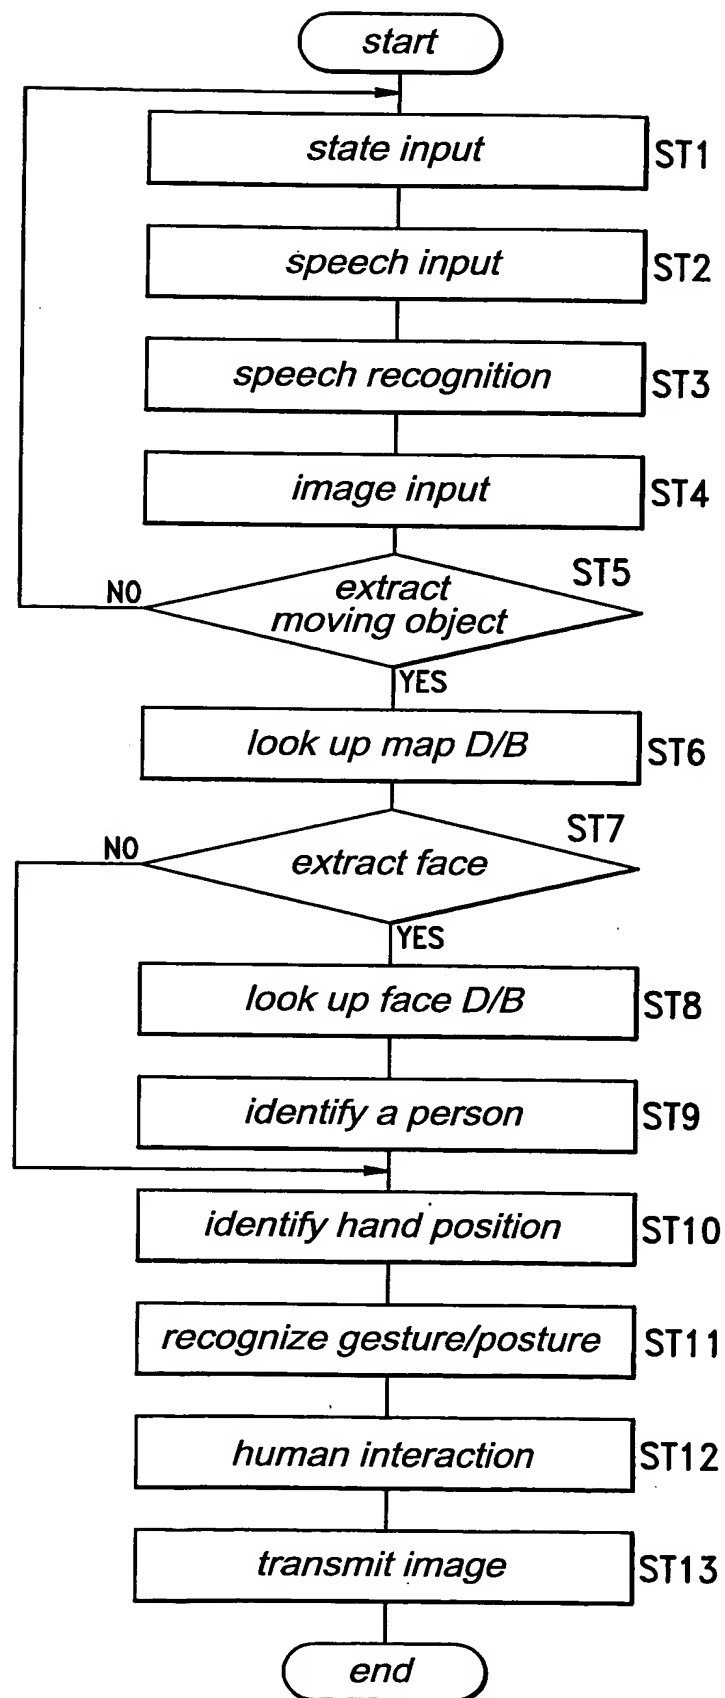 start
state input ST1
speech input ST2
speech recognition ST3
image input ST4
extract ST5
NO moving object
YES
look up map D/B ST6
ST7
NO extract face
YES
look up face D/B ST8
identify a person ST9
identify hand position ST10
recognize gesture/posture ST11
human interaction ST12
transmit image ST13
end